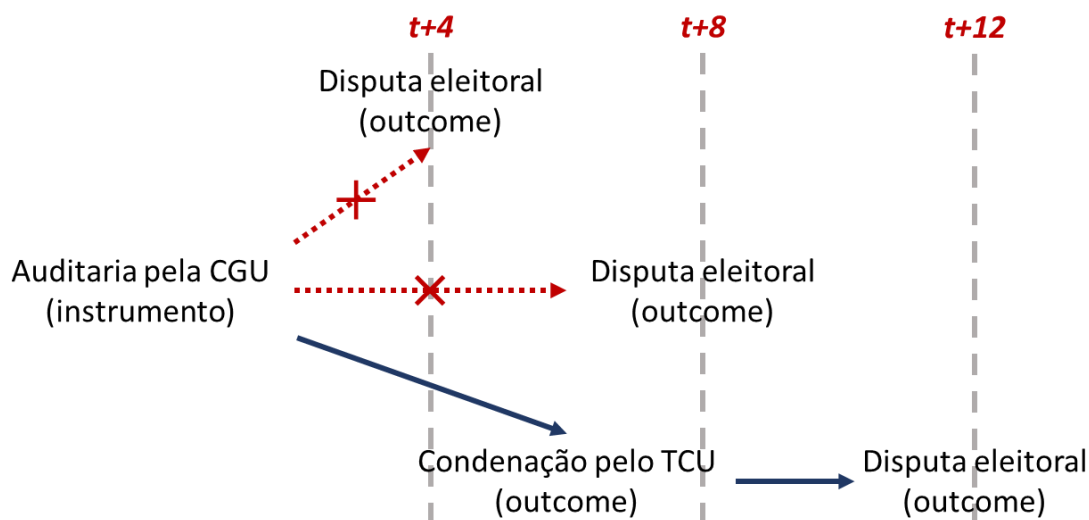 t+4
t+8
t+12
Disputa eleitoral
(outcome)
Auditaria pela CGU
(instrumento)
Disputa eleitoral
(outcome)
Condenação pelo TCU
(outcome)
Disputa eleitoral
(outcome)